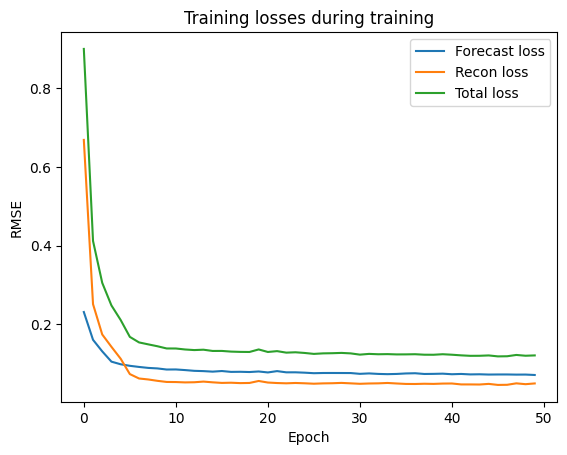 Training losses during training
Forecast loss
Recon loss
Total loss
0.8
0.6
0.4
0.2
RMSE
0 10 20 30 40 50
Epoch